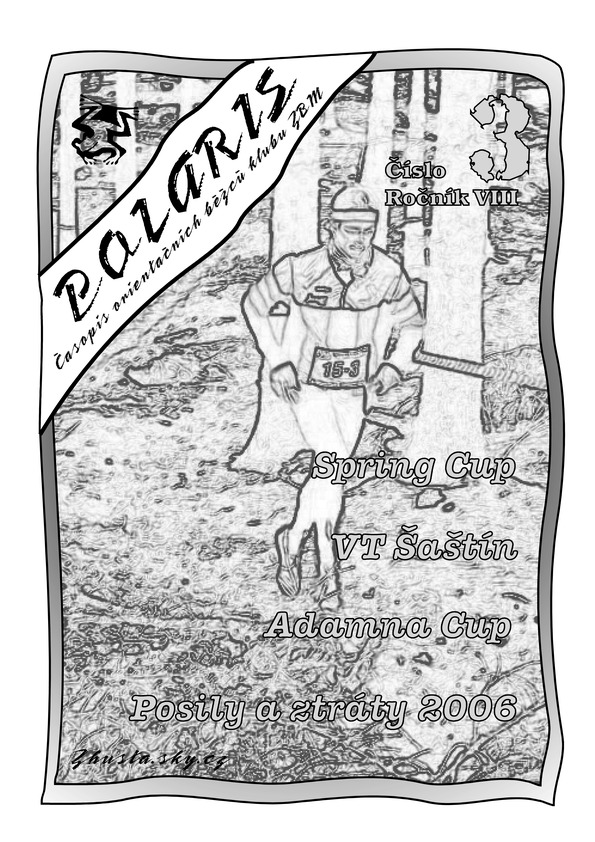 POLARIS
Časopis orientačních běžců klubu ZBM
3
Číslo
Ročník VIII
15-3
Spring Cup
VT Šaštín
Adamna Cup
Posily a ztráty 2006
Zhusta.sky.cz